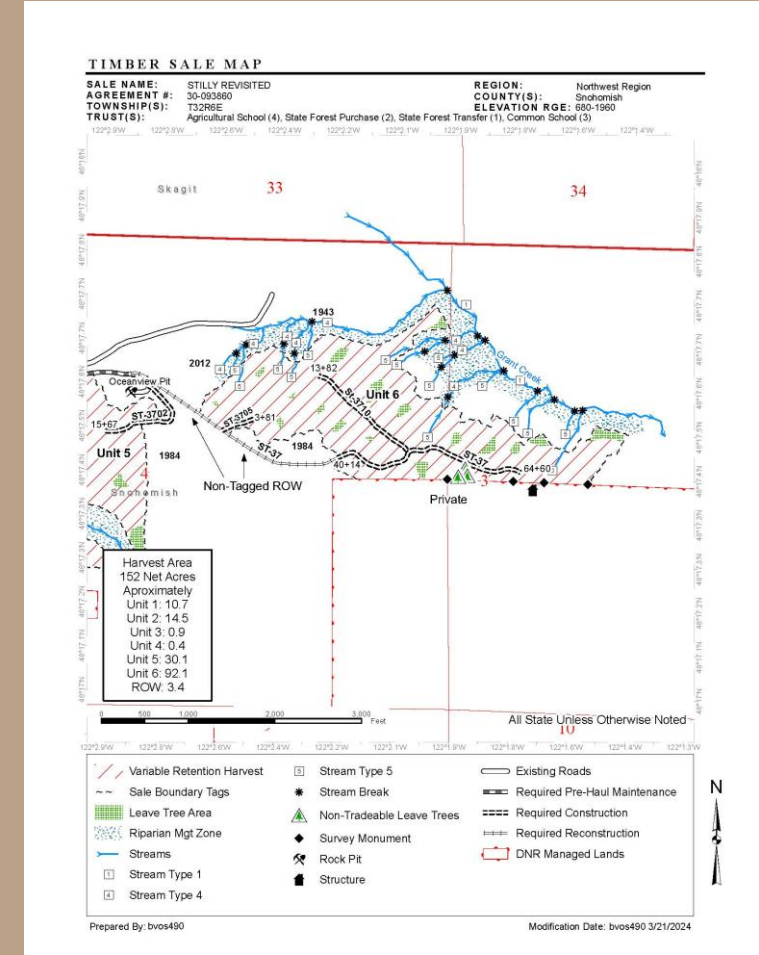 TIMBER SALE MAP
SALE NAME: STILLY REVISITED
AGREEMENT #: 30-093860
TOWNSHIP(S): T32R6E
TRUST(S): Agricultural School (4), State Forest Purchase (2), State Forest Transfer (1), Common School (3)
REGION: Northwest Region
COUNTY(S): Snohomish
ELEVATION RGE: 680-1960
Skagit
33
34
1943
2012
13+82
Grant Creek
Oceanview Pit
ST-3702
15+67
ST-3705
3+81
ST-3710
Unit 6
Unit 5
4
1984
Snohomish
ST-37
1984
40+14
ST-37
64+60
Non-Tagged ROW
Private
3
Harvest Area
152 Net Acres
Aproximately
Unit 1: 10.7
Unit 2: 14.5
Unit 3: 0.9
Unit 4: 0.4
Unit 5: 30.1
Unit 6: 92.1
ROW: 3.4
0 500 1,000 2,000 3,000
Feet
All State Unless Otherwise Noted
10
Variable Retention Harvest
Sale Boundary Tags
Leave Tree Area
Riparian Mgt Zone
Streams
1 Stream Type 1
4 Stream Type 4
5 Stream Type 5
Stream Break
Non-Tradeable Leave Trees
Survey Monument
Rock Pit
Structure
Existing Roads
Required Pre-Haul Maintenance
Required Construction
Required Reconstruction
DNR Managed Lands
N
Prepared By: bvos490
Modification Date: bvos490 3/21/2024